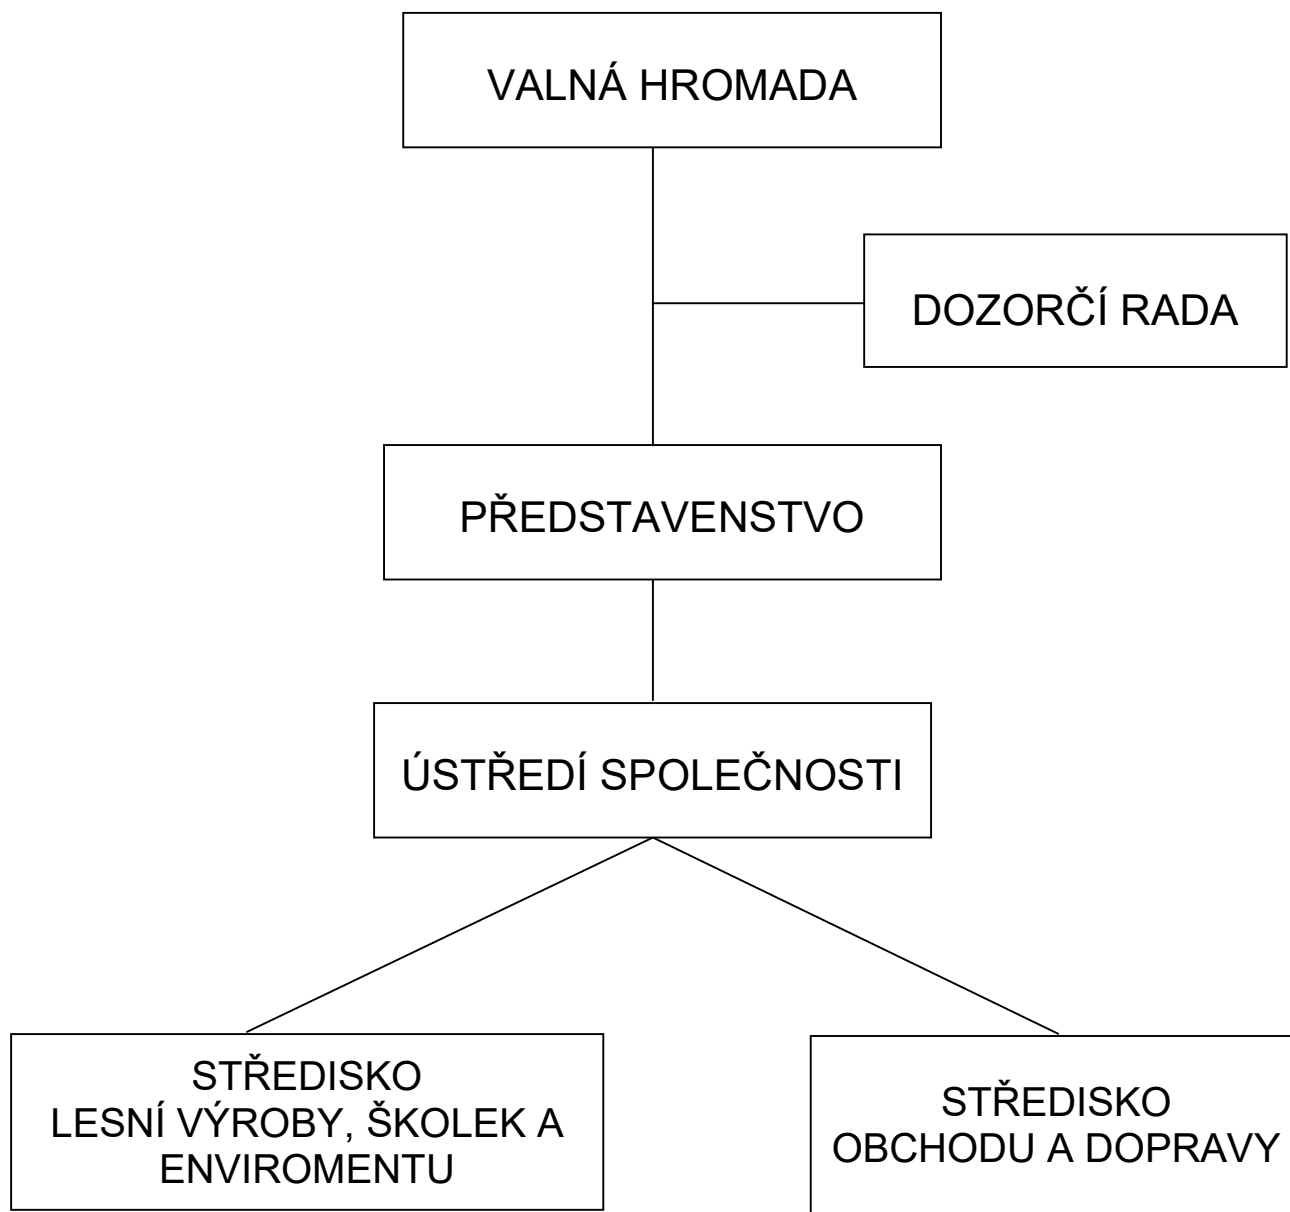 VALNÁ HROMADA
DOZORČÍ RADA
PŘEDSTAVENSTVO
ÚSTŘEDÍ SPOLEČNOSTI
STŘEDISKO
LESNÍ VÝROBY, ŠKOLEK A
ENVIROMENTU
STŘEDISKO
OBCHODU A DOPRAVY